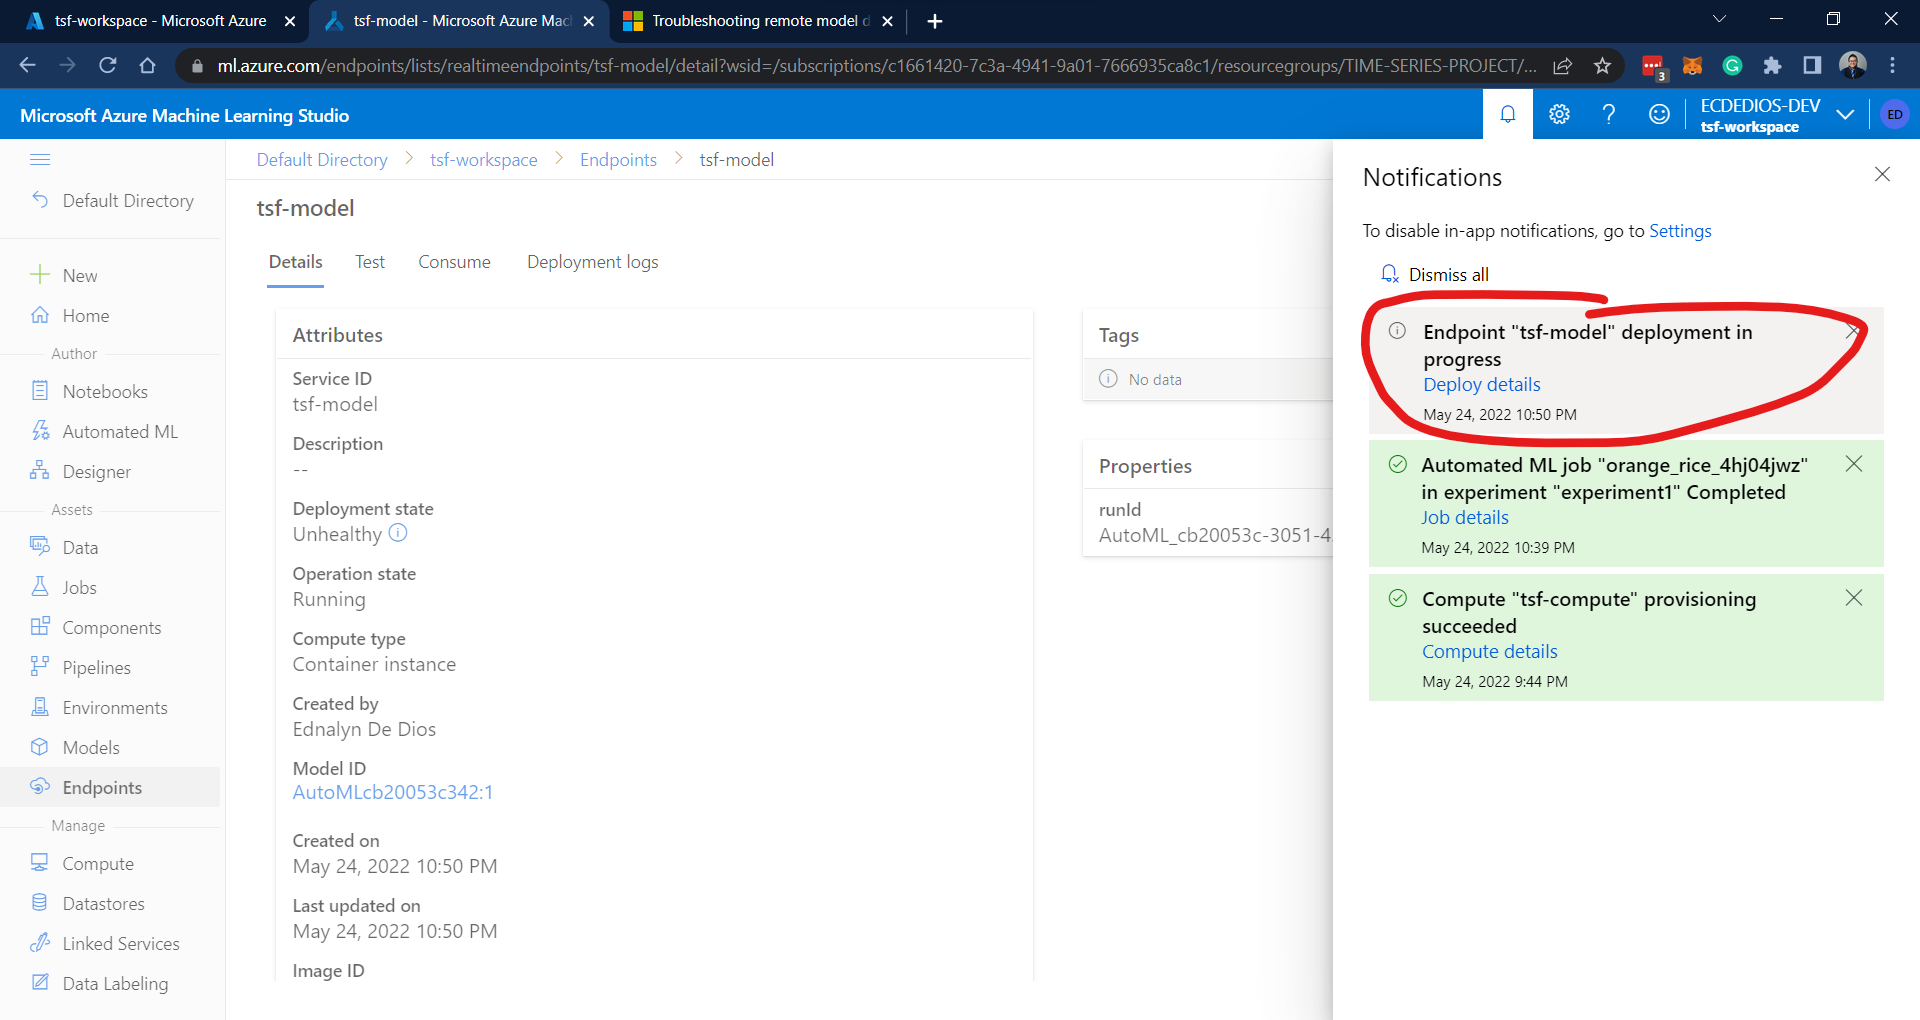 tsf-workspace - Microsoft Azure
tsf-model - Microsoft Azure Mac
Troubleshooting remote model d
ml.azure.com/endpoints/lists/realtimeendpoints/tsf-model/detail?wsid=/subscriptions/c1661420-7c3a-4941-9a01-7666935ca8c1/resourcegroups/TIME-SERIES-PROJECT/...
3
Microsoft Azure Machine Learning Studio
ECDEDIOS-DEV
tsf-workspace
ED
Default Directory
New
Home
Author
Notebooks
Automated ML
Designer
Assets
Data
Jobs
Components
Pipelines
Environments
Models
Endpoints
Manage
Compute
Datastores
Linked Services
Data Labeling
Default Directory > tsf-workspace > Endpoints > tsf-model
tsf-model
Details Test Consume Deployment logs
Attributes
Service ID
tsf-model
Description
--
Deployment state
Unhealthy
Operation state
Running
Compute type
Container instance
Created by
Ednalyn De Dios
Model ID
AutoMLcb20053c342:1
Created on
May 24, 2022 10:50 PM
Last updated on
May 24, 2022 10:50 PM
Image ID
Tags
No data
Properties
runId
AutoML_cb20053c-3051-4
Notifications
To disable in-app notifications, go to Settings
Dismiss all
Endpoint "tsf-model" deployment in
progress
Deploy details
May 24, 2022 10:50 PM
Automated ML job "orange_rice_4hj04jwz"
in experiment "experiment1" Completed
Job details
May 24, 2022 10:39 PM
Compute "tsf-compute" provisioning
succeeded
Compute details
May 24, 2022 9:44 PM